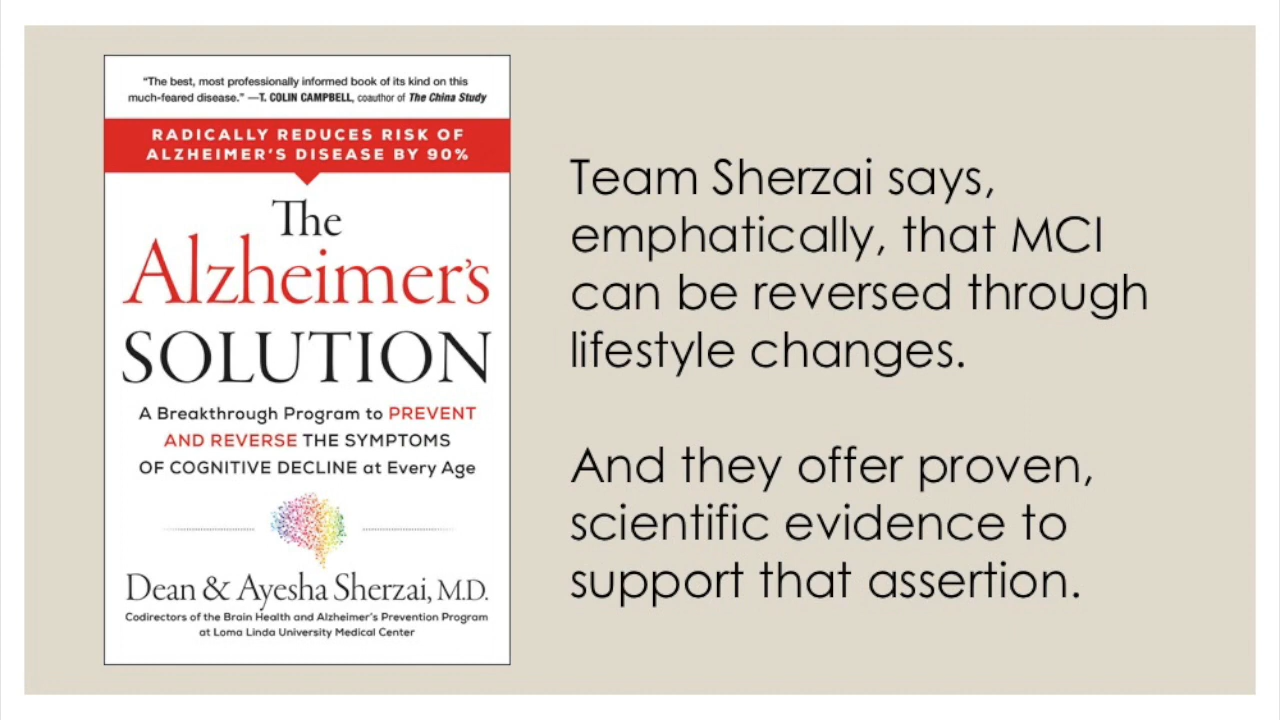 "The best, most professionally informed book of its kind on this
much-feared disease." —T. COLIN CAMPBELL, coauthor of The China Study
RADICALLY REDUCES RISK OF
ALZHEIMER'S DISEASE BY 90%
The
Alzheimer's
SOLUTION
A Breakthrough Program to PREVENT
AND REVERSE THE SYMPTOMS
OF COGNITIVE DECLINE at Every Age
Dean & Ayesha Sherzai, M.D.
Codirectors of the Brain Health and Alzheimer's Prevention Program
at Loma Linda University Medical Center
Team Sherzai says,
emphatically, that MCI
can be reversed through
lifestyle changes.
And they offer proven,
scientific evidence to
support that assertion.